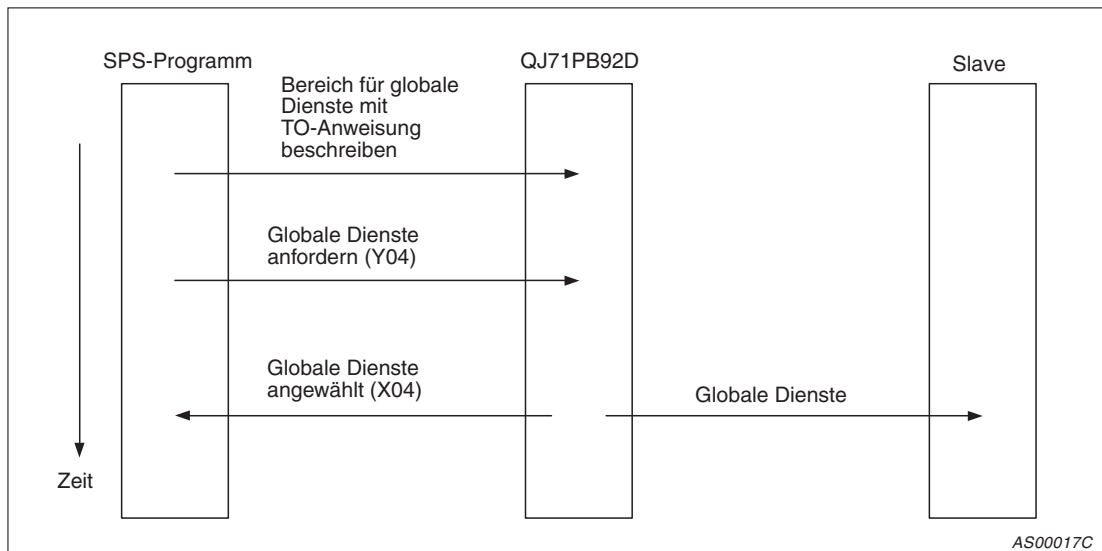 SPS-Programm
QJ71PB92D
Slave
Bereich für globale
Dienste mit
TO-Anweisung
beschreiben
Globale Dienste
anfordern (Y04)
Globale Dienste
angewählt (X04)
Globale Dienste
Zeit
AS00017C